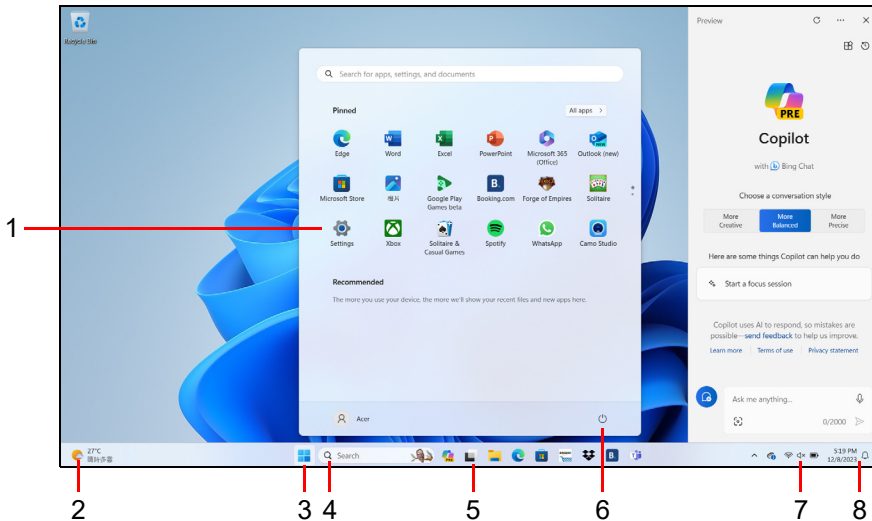 Recycle Bin
Search for apps, settings, and documents
Pinned
All apps >
Edge
Word
Excel
PowerPoint
Microsoft 365
(Office)
Outlook (new)
Microsoft Store
相片
Google Play
Games beta
Booking.com
Forge of Empires
Solitaire
Settings
Xbox
Solitaire &
Casual Games
Spotify
WhatsApp
Camo Studio
Recommended
The more you use your device, the more we'll show your recent files and new apps here.
Acer
Preview
PRE
Copilot
with b Bing Chat
Choose a conversation style
More
Creative
More
Balanced
More
Precise
Here are some things Copilot can help you do
Start a focus session
Copilot uses AI to respond, so mistakes are
possible—send feedback to help us improve.
Learn more
Terms of use
Privacy statement
Ask me anything...
0/2000
27°C
晴時多雲
Search
B.
5:19 PM
12/8/2023
1
2
3
4
5
6
7
8